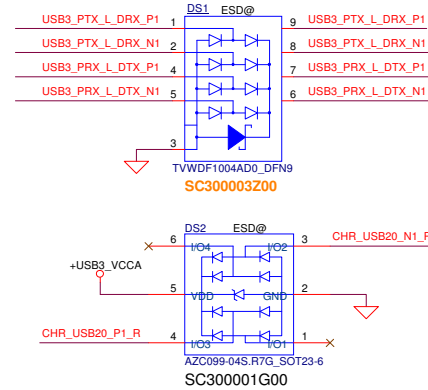 DS1 ESD@
USB3_PTX_L_DRX_P1 1 9 USB3_PTX_L_DRX_P1
USB3_PTX_L_DRX_N1 2 8 USB3_PTX_L_DRX_N1
USB3_PRX_L_DTX_P1 4 7 USB3_PRX_L_DTX_P1
USB3_PRX_L_DTX_N1 5 6 USB3_PRX_L_DTX_N1
3
TVWDF1004AD0_DFN9
SC300003Z00
DS2 ESD@
6 I/O4 I/O2 3 CHR_USB20_N1_R
+USB3_VCCA
5 VDD GND 2
CHR_USB20_P1_R 4 I/O3 I/O1 1
AZC099-04S.R7G_SOT23-6
SC300001G00